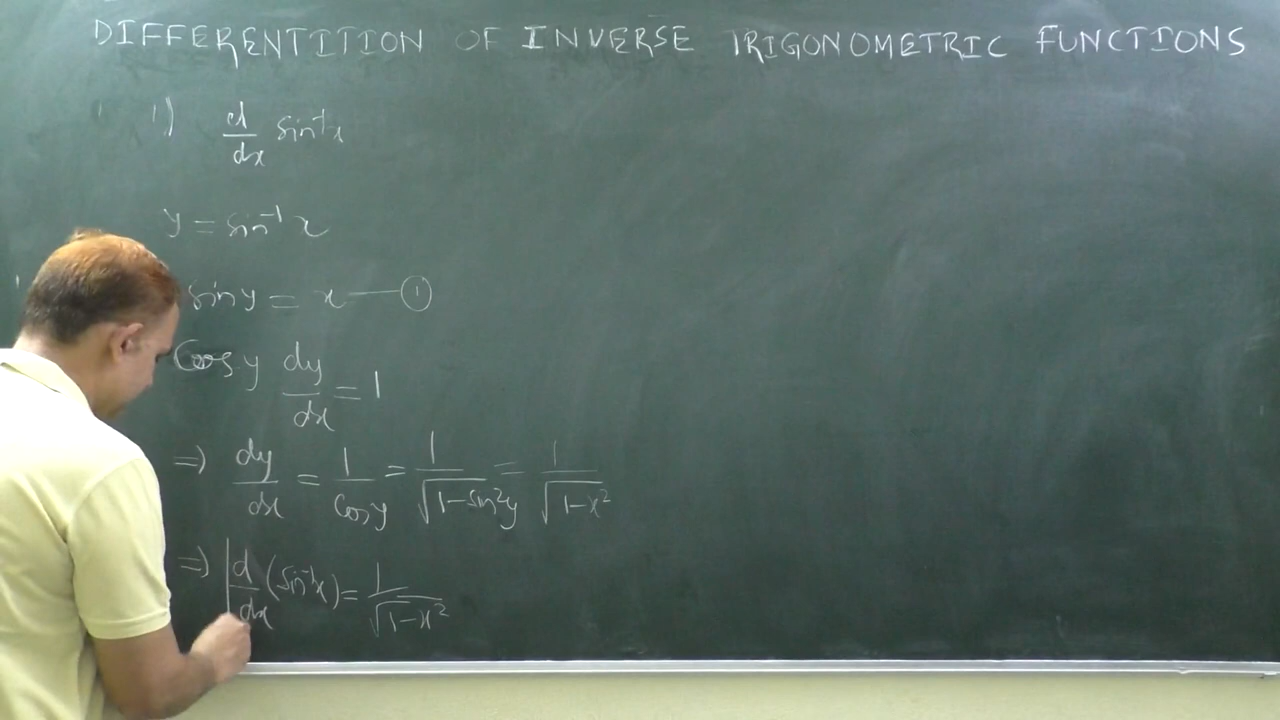 DIFFERENTITION OF INVERSE TRIGONOMETRIC FUNCTIONS
1) d/dx sin⁻¹x
y = sin⁻¹ x
sin y = x — ①
Cos y dy/dx = 1
=> dy/dx = 1/Cos y = 1/√(1-sin²y) = 1/√(1-x²)
=> d/dx (sin⁻¹x) = 1/√(1-x²)